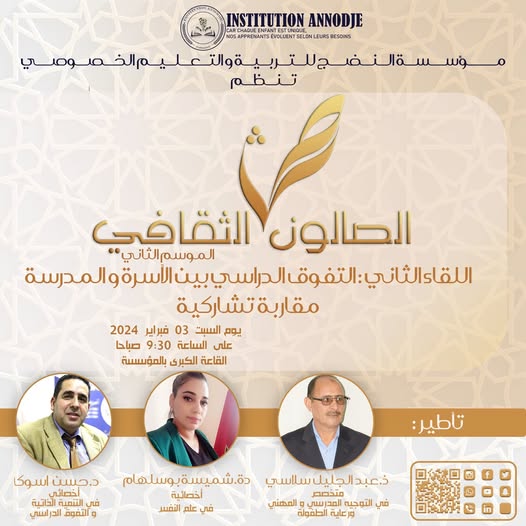 INSTITUTION ANNODJE
CAR CHAQUE ENFANT EST UNIQUE,
NOS APPRENANTS ÉVOLUENT SELON LEURS BESOINS
مؤسسة النضج للتربية والتعليم الخصوصي
تنظم
الصالون الثقافي
الموسم الثاني
اللقاء الثاني: التفوق الدراسي بين الأسرة و المدرسة
مقاربة تشاركية
يوم السبت 03 فبراير 2024
على الساعة 9:30 صباحا
القاعة الكبرى بالمؤسسة
تأطير:
ذ.عبد الجليل سلاسي
متخصص
في التوجيه المدرسي و المهني
ورعاية الطفولة
دة.شميسة بوسلهام
أخصائية
في علم النفس
د.حسن اسوكا
أخصائي
في التنمية الذاتية
و التفوق الدراسي